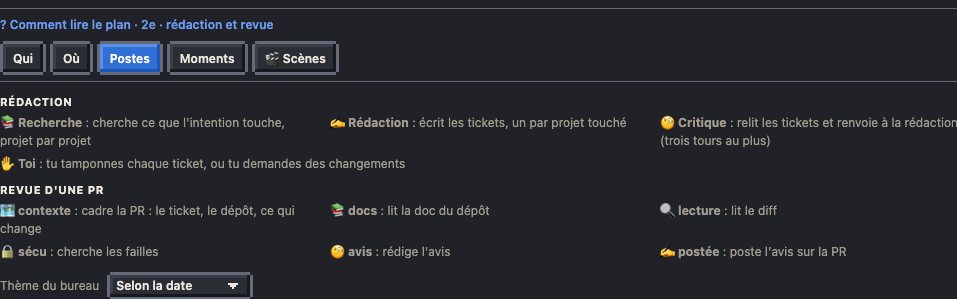 ? Comment lire le plan · 2e · rédaction et revue
Qui Où Postes Moments 🎬 Scènes
RÉDACTION
📚 Recherche : cherche ce que l'intention touche, projet par projet
✍️ Rédaction : écrit les tickets, un par projet touché
🧐 Critique : relit les tickets et renvoie à la rédaction (trois tours au plus)
✋ Toi : tu tamponnes chaque ticket, ou tu demandes des changements
REVUE D'UNE PR
🗺️ contexte : cadre la PR : le ticket, le dépôt, ce qui change
📚 docs : lit la doc du dépôt
🔍 lecture : lit le diff
🔒 sécu : cherche les failles
🧐 avis : rédige l'avis
✍️ postée : poste l'avis sur la PR
Thème du bureau Selon la date